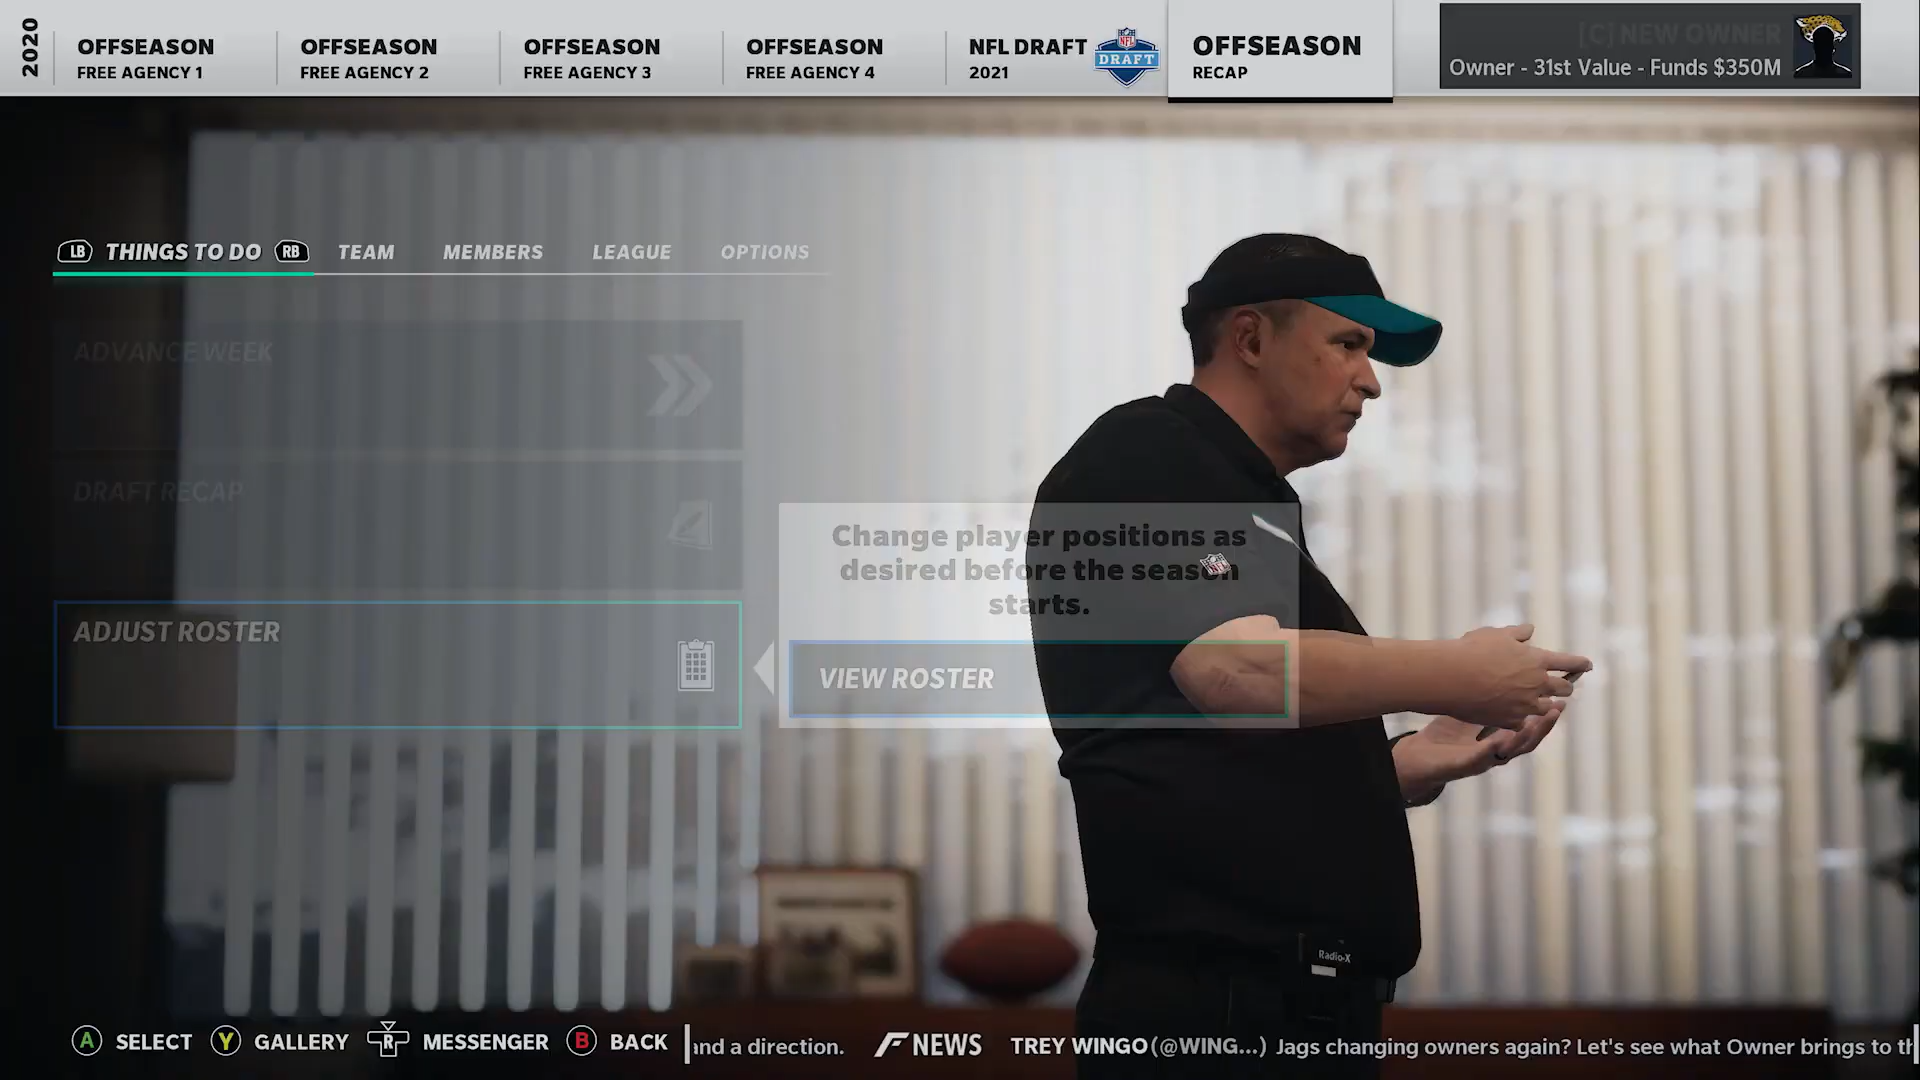 2020
OFFSEASON
FREE AGENCY 1
OFFSEASON
FREE AGENCY 2
OFFSEASON
FREE AGENCY 3
OFFSEASON
FREE AGENCY 4
NFL DRAFT
2021
NFL
DRAFT
OFFSEASON
RECAP
[C] NEW OWNER
Owner - 31st Value - Funds $350M
LB THINGS TO DO RB TEAM MEMBERS LEAGUE OPTIONS
ADVANCE WEEK
DRAFT RECAP
ADJUST ROSTER
Change player positions as
desired before the season
starts.
VIEW ROSTER
NFL
Radio-X
A SELECT Y GALLERY R MESSENGER B BACK and a direction. NEWS TREY WINGO (@WING...) Jags changing owners again? Let's see what Owner brings to th